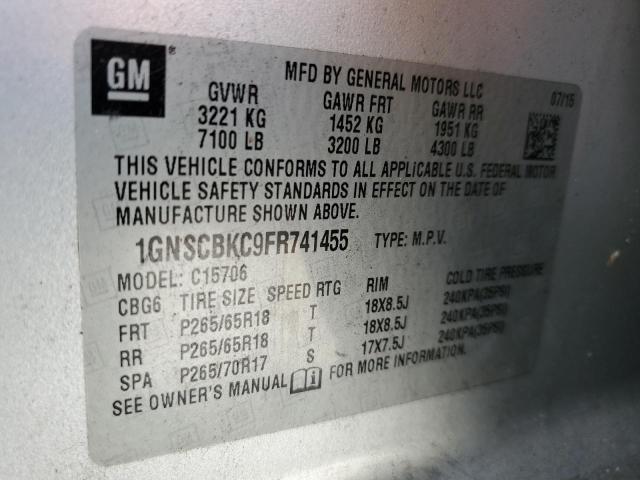 GM ®
MFD BY GENERAL MOTORS LLC 07/15
GVWR GAWR FRT GAWR RR
3221 KG 1452 KG 1951 KG
7100 LB 3200 LB 4300 LB
THIS VEHICLE CONFORMS TO ALL APPLICABLE U.S. FEDERAL MOTOR
VEHICLE SAFETY STANDARDS IN EFFECT ON THE DATE OF
MANUFACTURE SHOWN ABOVE.
1GNSCBKC9FR741455 TYPE: M.P.V.
MODEL: C15706
CBG6 TIRE SIZE SPEED RTG RIM COLD TIRE PRESSURE
FRT P265/65R18 T 18X8.5J 240KPA(35PSI)
RR P265/65R18 T 18X8.5J 240KPA(35PSI)
SPA P265/70R17 S 17X7.5J 240KPA(35PSI)
SEE OWNER'S MANUAL FOR MORE INFORMATION.